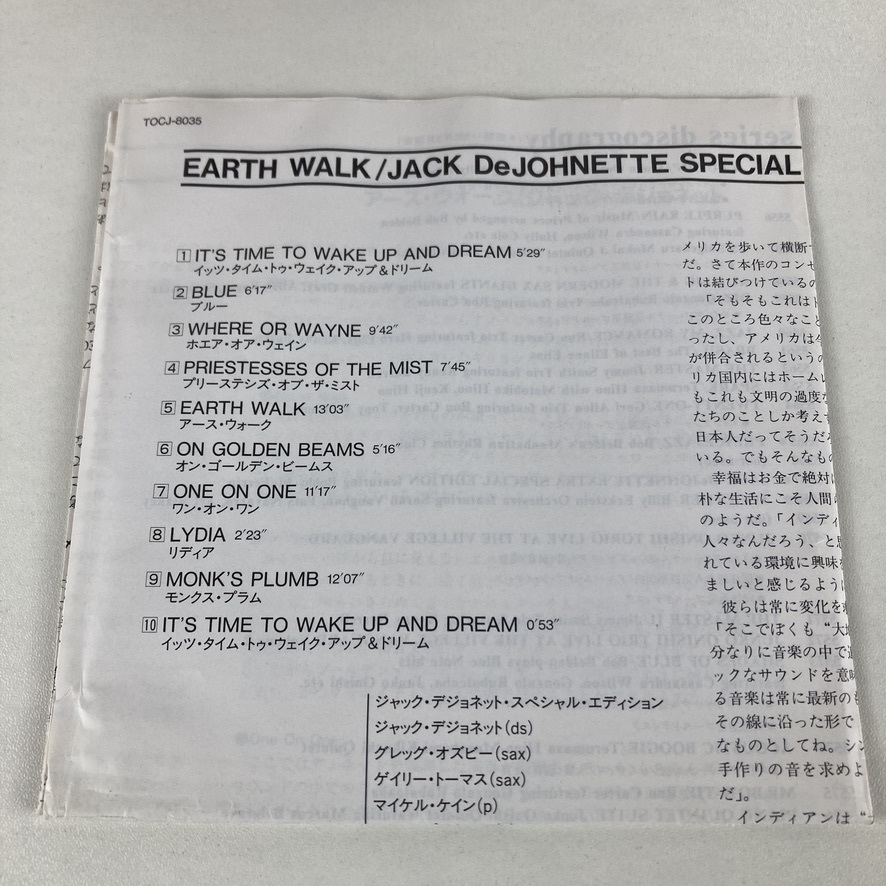 TOCJ-8035
EARTH WALK/JACK DeJOHNETTE SPECIAL
1 IT'S TIME TO WAKE UP AND DREAM 5'29"
イッツ・タイム・トゥ・ウェイク・アップ&ドリーム
2 BLUE 6'17"
ブルー
3 WHERE OR WAYNE 9'42"
ホエア・オア・ウェイン
4 PRIESTESSES OF THE MIST 7'45"
プリーステシズ・オブ・ザ・ミスト
5 EARTH WALK 13'03"
アース・ウォーク
6 ON GOLDEN BEAMS 5'16"
オン・ゴールデン・ビームス
7 ONE ON ONE 11'17"
ワン・オン・ワン
8 LYDIA 2'23"
リディア
9 MONK'S PLUMB 12'07"
モンクス・プラム
10 IT'S TIME TO WAKE UP AND DREAM 0'53"
イッツ・タイム・トゥ・ウェイク・アップ&ドリーム
ジャック・デジョネット・スペシャル・エディション
ジャック・デジョネット(ds)
グレッグ・オズビー(sax)
ゲイリー・トーマス(sax)
マイケル・ケイン(p)
メリカを歩いて横断
だ。さて本作のコンセ
トは結びつけているの
「そもそもこれはト
このところ色々なこと
ったし、アメリカは今
が併合されるというの
リカ国内にはホームレ
もこれも文明の過度な
たちのことしか考えず
日本人だってそうだ
いる。でもそんなもの
幸福はお金で絶対に
朴な生活にこそ人間
のようだ。「インディ
人々なんだろう、と思
れている環境に興味
ましいと感じるように
彼らは常に変化を
「そこでぼくも“大地
分なりに音楽の中で
ックなサウンドを意味
る音楽は常に最新のも
その線に沿った形で
なものとしてね。シン
手作りの音を求めよ
だ」。
インディアンは“